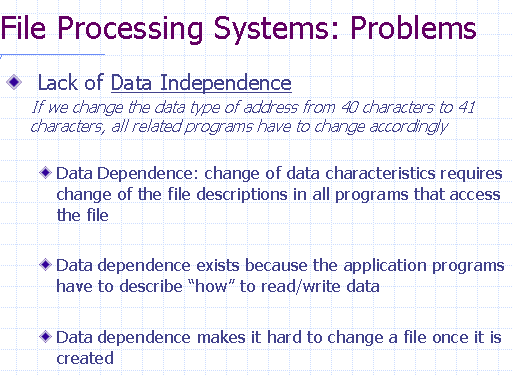 File Processing Systems: Problems
Lack of Data Independence
If we change the data type of address from 40 characters to 41
characters, all related programs have to change accordingly
Data Dependence: change of data characteristics requires
change of the file descriptions in all programs that access
the file
Data dependence exists because the application programs
have to describe “how” to read/write data
Data dependence makes it hard to change a file once it is
created